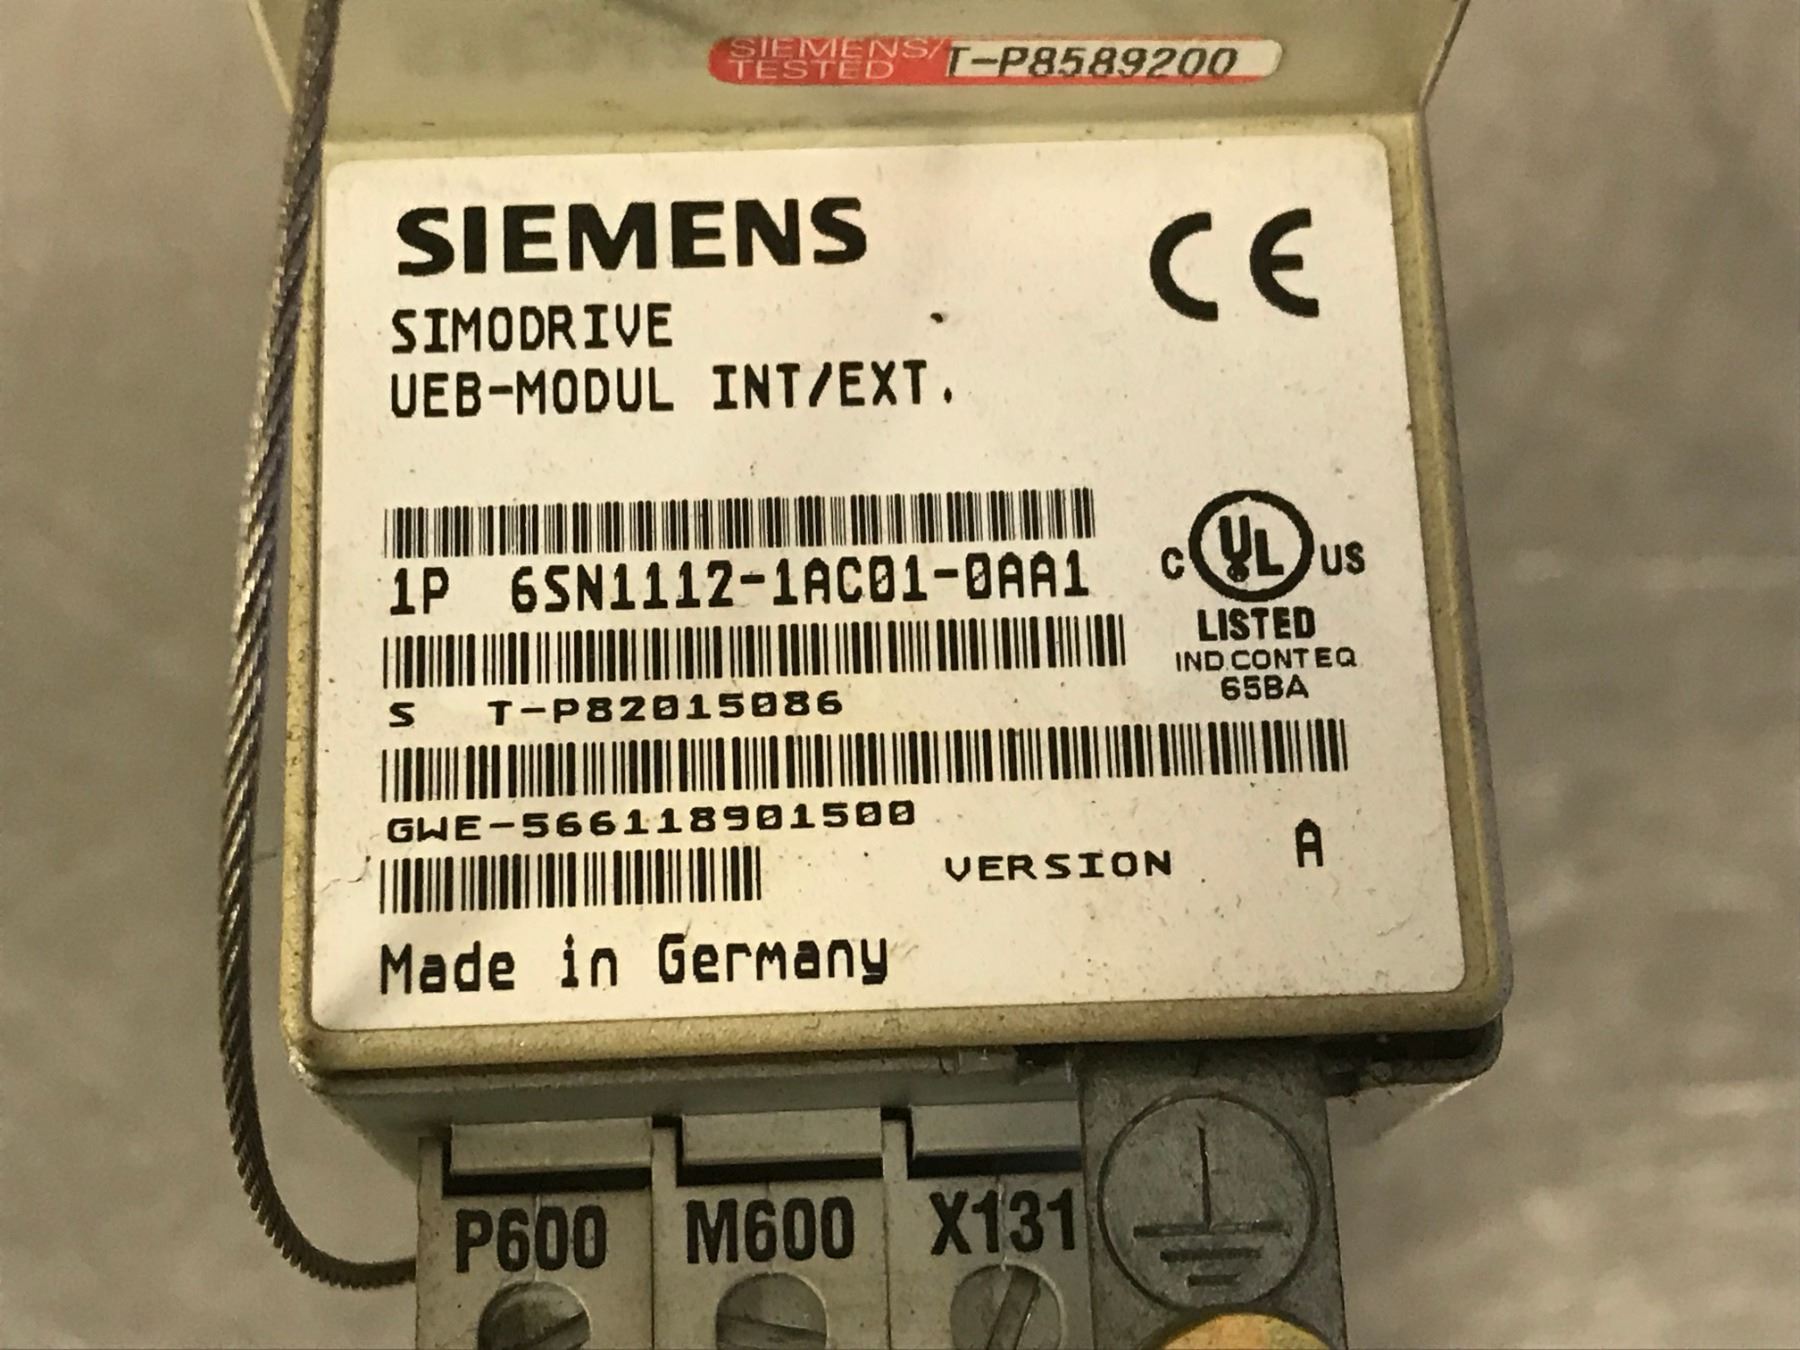 SIEMENS/
TESTED
T-P8589200
SIEMENS
CE
SIMODRIVE
UEB-MODUL INT/EXT.
1P 6SN1112-1AC01-0AA1
C UL US
LISTED
IND.CONT EQ
65BA
S T-P82015086
GWE-566118901500
VERSION A
Made in Germany
P600 M600 X131